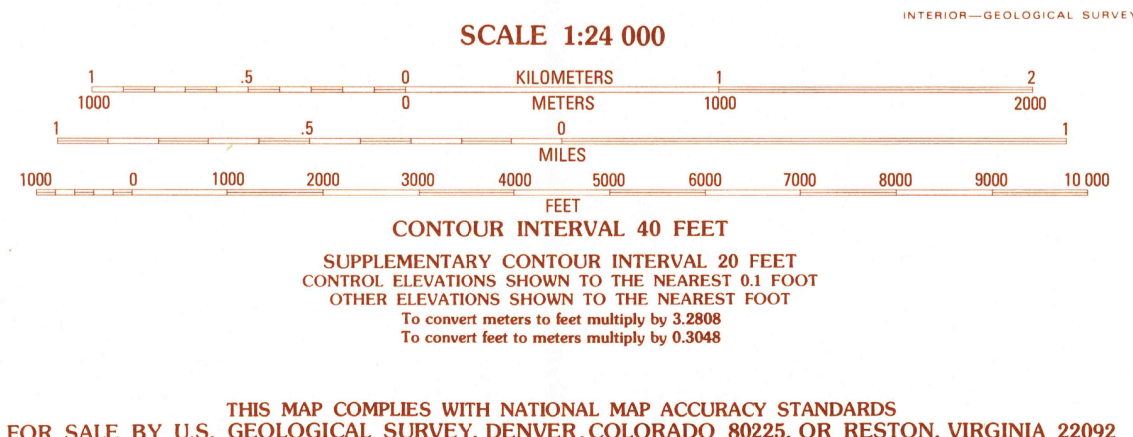 INTERIOR—GEOLOGICAL SURVEY
SCALE 1:24 000
1 .5 0 KILOMETERS 1 2
1000 0 METERS 1000 2000
1 .5 0 1
MILES
1000 0 1000 2000 3000 4000 5000 6000 7000 8000 9000 10 000
FEET
CONTOUR INTERVAL 40 FEET
SUPPLEMENTARY CONTOUR INTERVAL 20 FEET
CONTROL ELEVATIONS SHOWN TO THE NEAREST 0.1 FOOT
OTHER ELEVATIONS SHOWN TO THE NEAREST FOOT
To convert meters to feet multiply by 3.2808
To convert feet to meters multiply by 0.3048
THIS MAP COMPLIES WITH NATIONAL MAP ACCURACY STANDARDS
FOR SALE BY U.S. GEOLOGICAL SURVEY, DENVER, COLORADO 80225, OR RESTON, VIRGINIA 22092